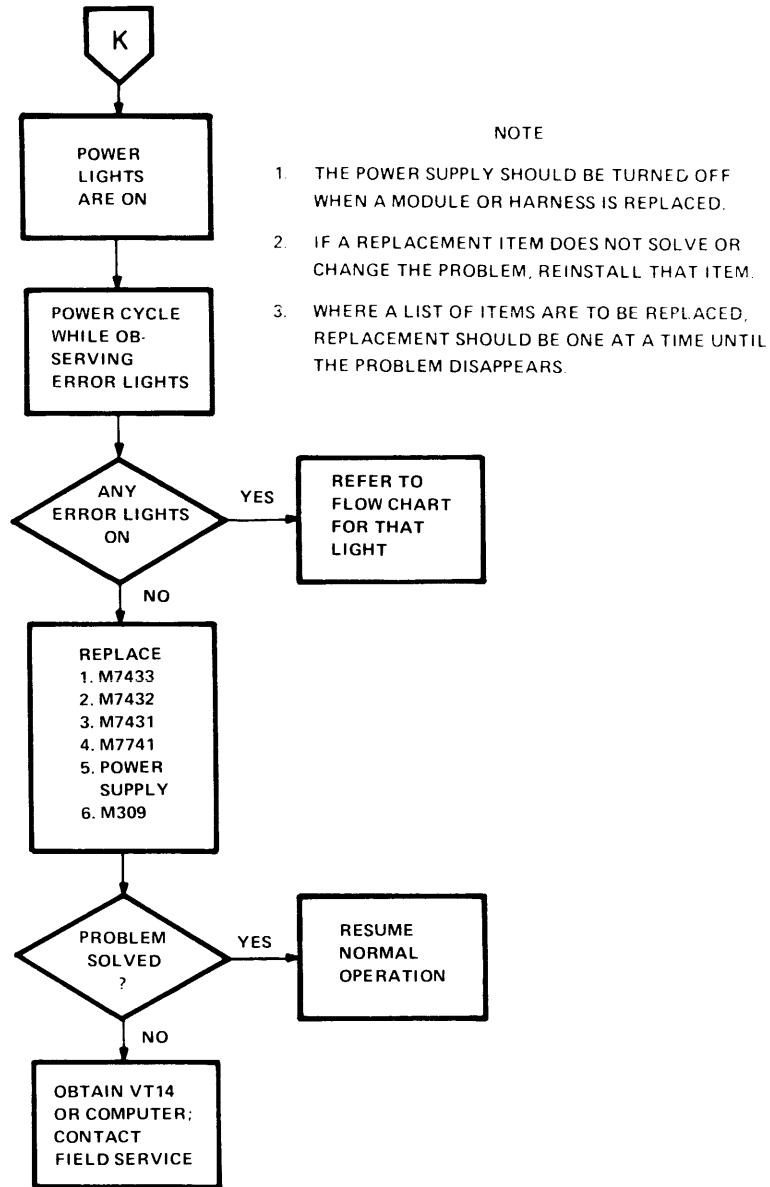 K
POWER
LIGHTS
ARE ON
NOTE
1. THE POWER SUPPLY SHOULD BE TURNED OFF
WHEN A MODULE OR HARNESS IS REPLACED.
2. IF A REPLACEMENT ITEM DOES NOT SOLVE OR
CHANGE THE PROBLEM, REINSTALL THAT ITEM.
3. WHERE A LIST OF ITEMS ARE TO BE REPLACED,
REPLACEMENT SHOULD BE ONE AT A TIME UNTIL
THE PROBLEM DISAPPEARS.
POWER CYCLE
WHILE OB-
SERVING
ERROR LIGHTS
ANY
ERROR LIGHTS
ON
YES
REFER TO
FLOW CHART
FOR THAT
LIGHT
NO
REPLACE
1. M7433
2. M7432
3. M7431
4. M7741
5. POWER
SUPPLY
6. M309
PROBLEM
SOLVED
?
YES
RESUME
NORMAL
OPERATION
NO
OBTAIN VT14
OR COMPUTER;
CONTACT
FIELD SERVICE